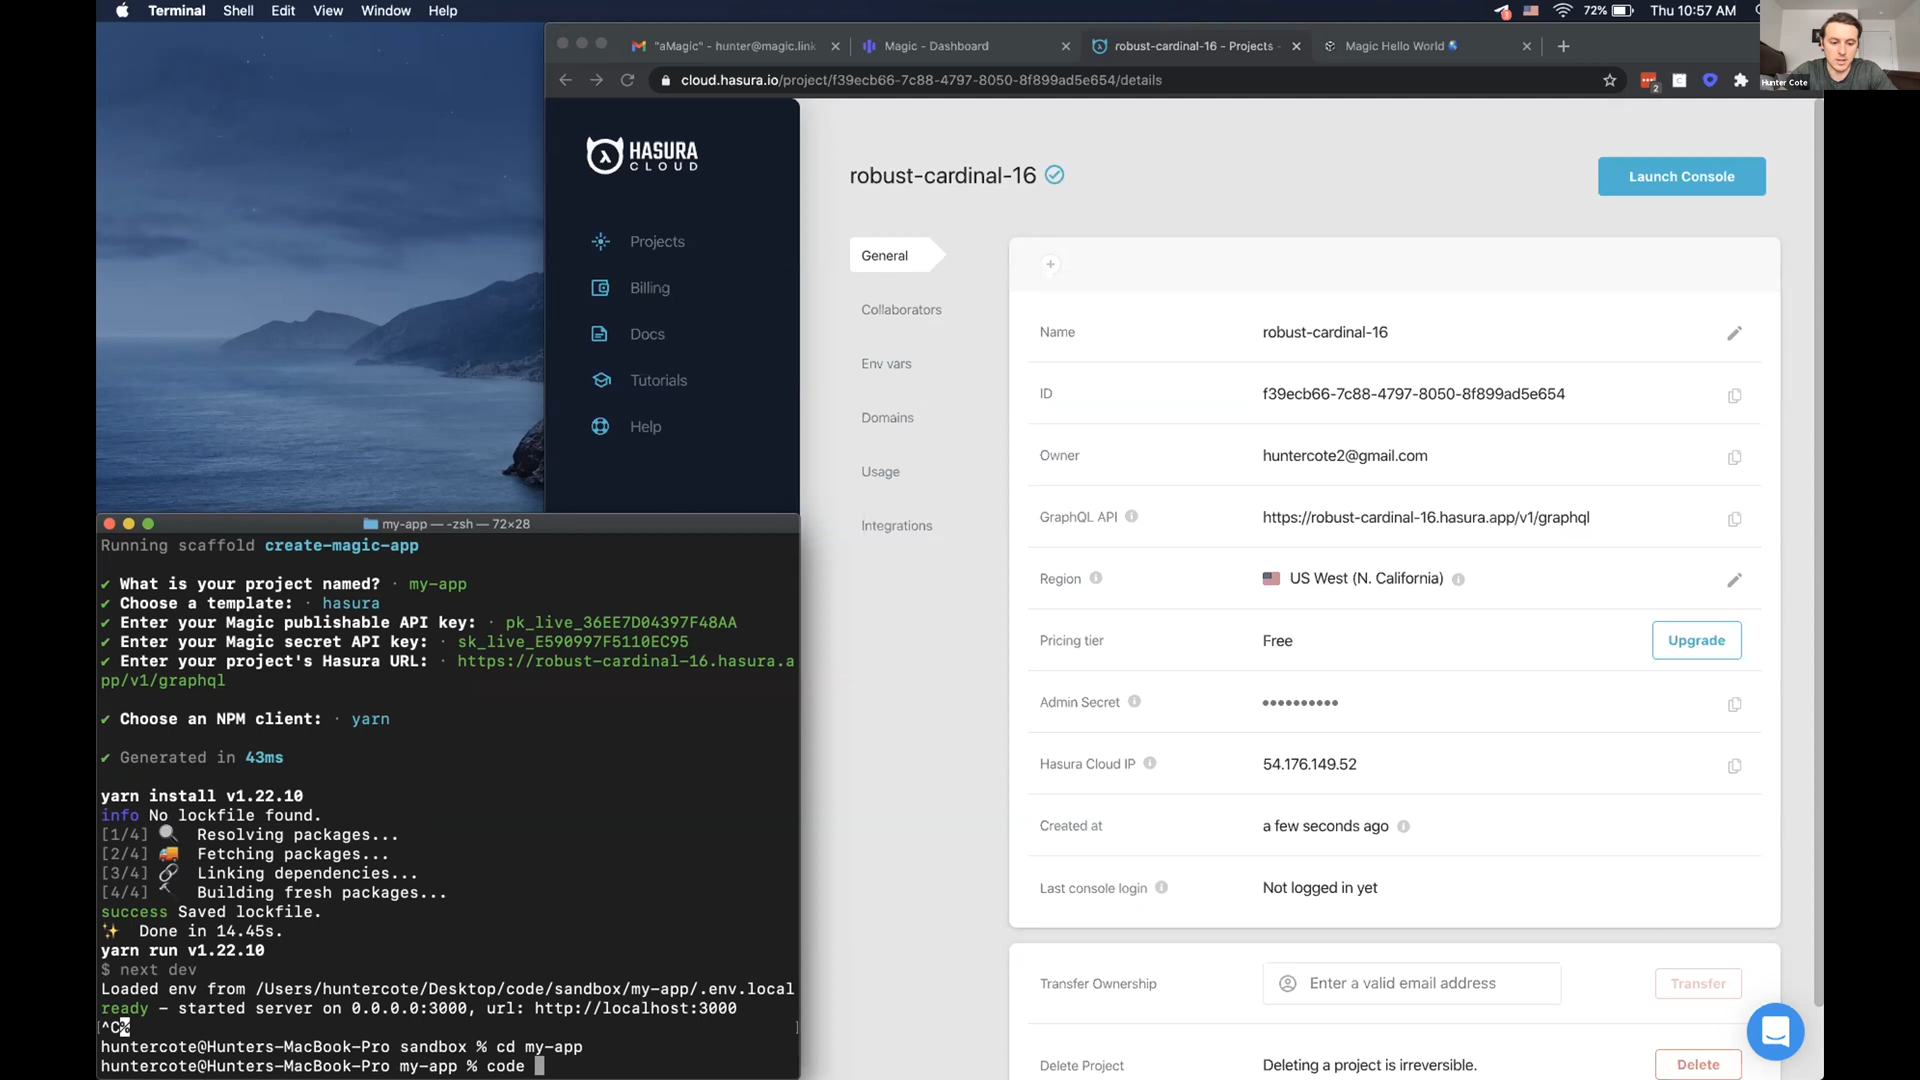 Terminal Shell Edit View Window Help
72% Thu 10:57 AM
"aMagic" - hunter@magic.link
Magic - Dashboard
robust-cardinal-16 - Projects -
Magic Hello World
cloud.hasura.io/project/f39ecb66-7c88-4797-8050-8f899ad5e654/details
2
Hunter Cote
HASURA
CLOUD
Projects
Billing
Docs
Tutorials
Help
robust-cardinal-16
Launch Console
General
Collaborators
Env vars
Domains
Usage
Integrations
Name robust-cardinal-16
ID f39ecb66-7c88-4797-8050-8f899ad5e654
Owner huntercote2@gmail.com
GraphQL API https://robust-cardinal-16.hasura.app/v1/graphql
Region US West (N. California)
Pricing tier Free Upgrade
Admin Secret ••••••••••
Hasura Cloud IP 54.176.149.52
Created at a few seconds ago
Last console login Not logged in yet
Transfer Ownership Enter a valid email address Transfer
Delete Project Deleting a project is irreversible. Delete
my-app — -zsh — 72×28
Running scaffold create-magic-app
✔ What is your project named? · my-app
✔ Choose a template: · hasura
✔ Enter your Magic publishable API key: · pk_live_36EE7D04397F48AA
✔ Enter your Magic secret API key: · sk_live_E590997F5110EC95
✔ Enter your project's Hasura URL: · https://robust-cardinal-16.hasura.a
pp/v1/graphql
✔ Choose an NPM client: · yarn
✔ Generated in 43ms
yarn install v1.22.10
info No lockfile found.
[1/4] 🔍 Resolving packages...
[2/4] 🚚 Fetching packages...
[3/4] 🔗 Linking dependencies...
[4/4] 🔨 Building fresh packages...
success Saved lockfile.
✨ Done in 14.45s.
yarn run v1.22.10
$ next dev
Loaded env from /Users/huntercote/Desktop/code/sandbox/my-app/.env.local
ready - started server on 0.0.0.0:3000, url: http://localhost:3000
^C%
huntercote@Hunters-MacBook-Pro sandbox % cd my-app
huntercote@Hunters-MacBook-Pro my-app % code